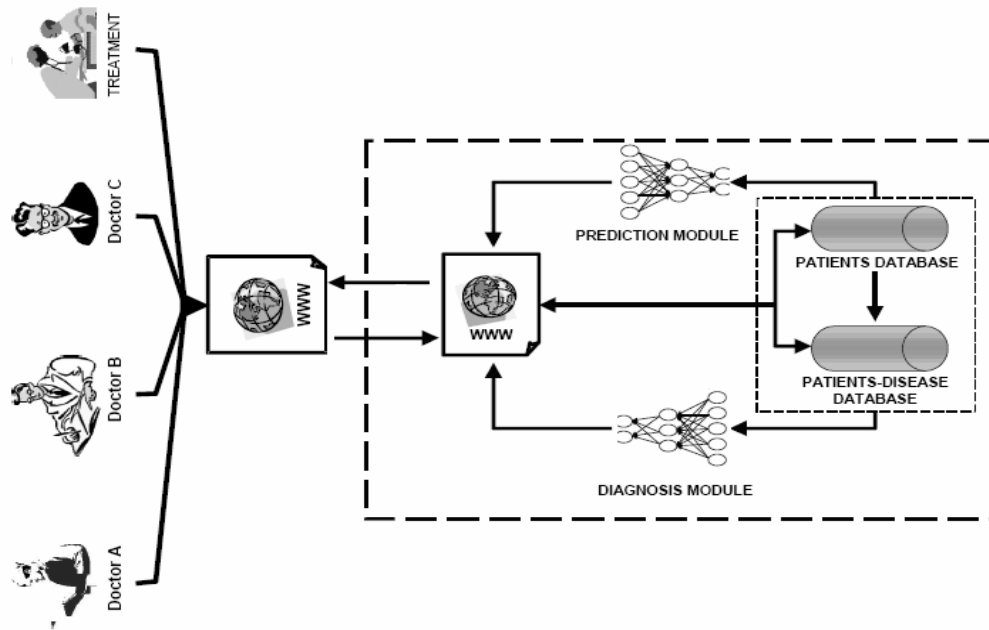 TREATMENT
Doctor C
Doctor B
Doctor A
WWW
WWW
PREDICTION MODULE
PATIENTS DATABASE
PATIENTS-DISEASE
DATABASE
DIAGNOSIS MODULE